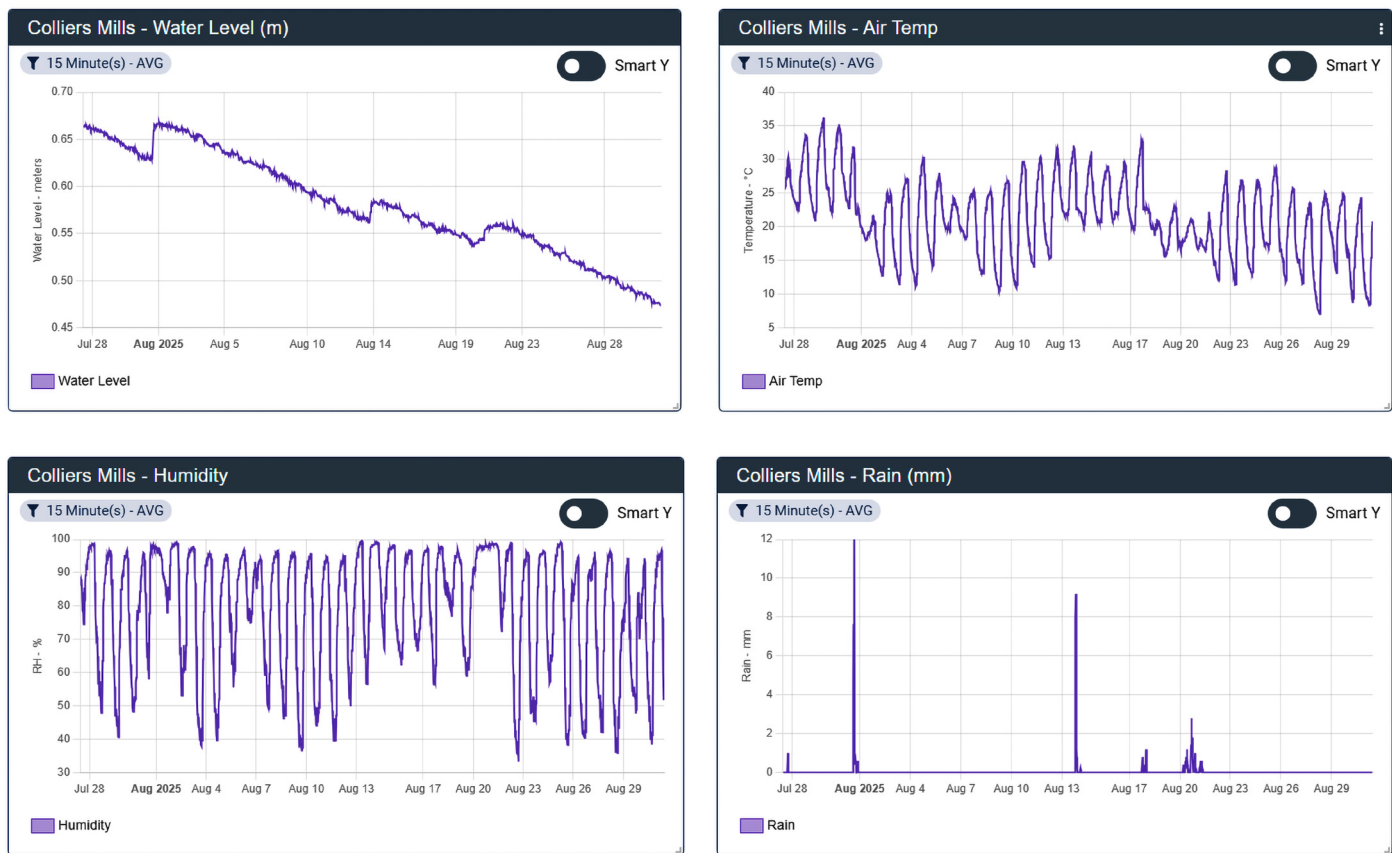 Colliers Mills - Water Level (m)
15 Minute(s) - AVG
Smart Y
0.70
0.65
0.60
0.55
0.50
0.45
Water Level - meters
Jul 28 Aug 2025 Aug 5 Aug 10 Aug 14 Aug 19 Aug 23 Aug 28
Water Level
Colliers Mills - Air Temp
15 Minute(s) - AVG
Smart Y
40
35
30
25
20
15
10
5
Temperature - °C
Jul 28 Aug 2025 Aug 4 Aug 7 Aug 10 Aug 13 Aug 17 Aug 20 Aug 23 Aug 26 Aug 29
Air Temp
Colliers Mills - Humidity
15 Minute(s) - AVG
Smart Y
100
90
80
70
60
50
40
30
RH - %
Jul 28 Aug 2025 Aug 4 Aug 7 Aug 10 Aug 13 Aug 17 Aug 20 Aug 23 Aug 26 Aug 29
Humidity
Colliers Mills - Rain (mm)
15 Minute(s) - AVG
Smart Y
12
10
8
6
4
2
0
Rain - mm
Jul 28 Aug 2025 Aug 4 Aug 7 Aug 10 Aug 13 Aug 17 Aug 20 Aug 23 Aug 26 Aug 29
Rain